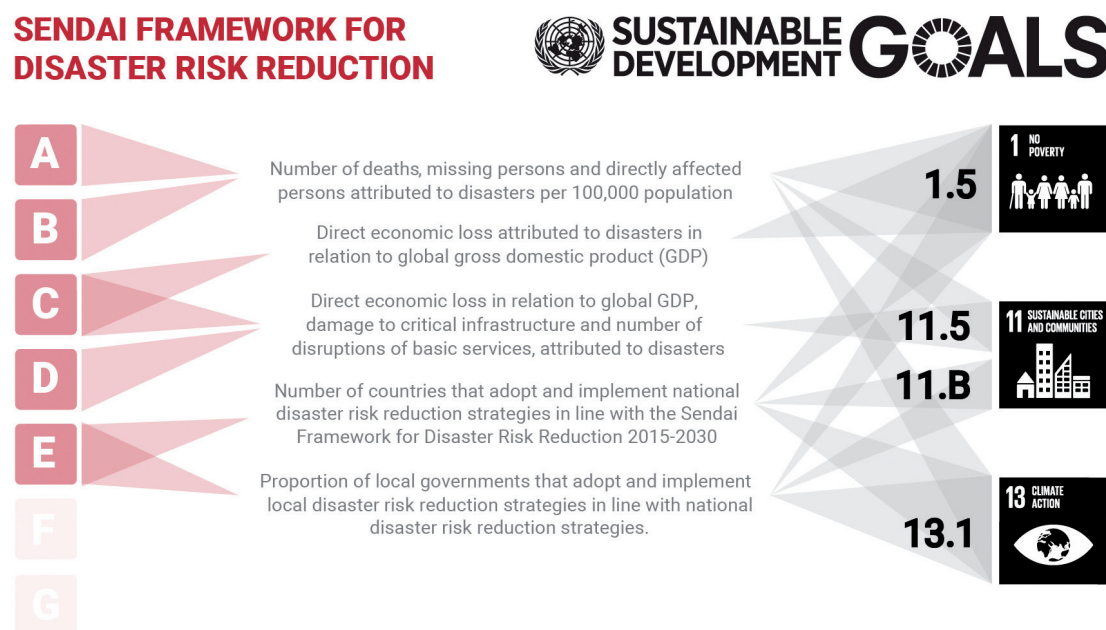 SENDAI FRAMEWORK FOR
DISASTER RISK REDUCTION
SUSTAINABLE
DEVELOPMENT
GOALS
A
B
C
D
E
F
G
Number of deaths, missing persons and directly affected
persons attributed to disasters per 100,000 population
Direct economic loss attributed to disasters in
relation to global gross domestic product (GDP)
Direct economic loss in relation to global GDP,
damage to critical infrastructure and number of
disruptions of basic services, attributed to disasters
Number of countries that adopt and implement national
disaster risk reduction strategies in line with the Sendai
Framework for Disaster Risk Reduction 2015-2030
Proportion of local governments that adopt and implement
local disaster risk reduction strategies in line with national
disaster risk reduction strategies.
1.5
11.5
11.B
13.1
1 NO
POVERTY
11 SUSTAINABLE CITIES
AND COMMUNITIES
13 CLIMATE
ACTION